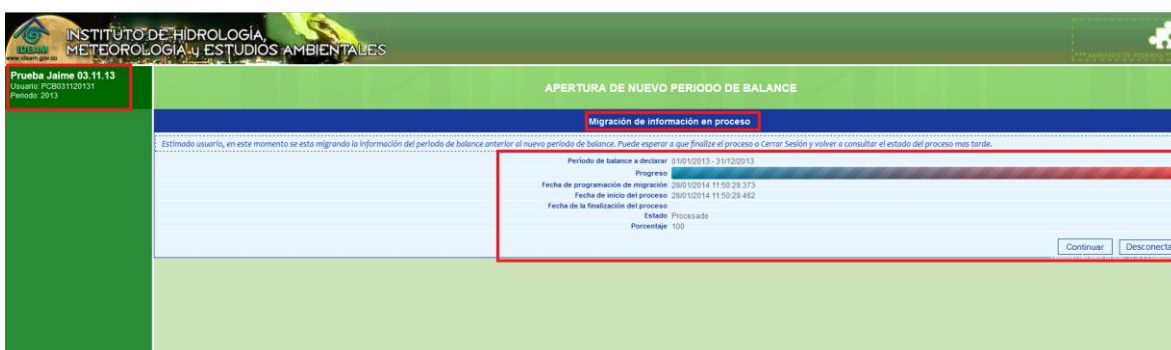 INSTITUTO DE HIDROLOGÍA,
METEOROLOGÍA y ESTUDIOS AMBIENTALES
IDEAM
www.ideam.gov.co
Prueba Jaime 03.11.13
Usuario: PCB031120131
Periodo: 2013
APERTURA DE NUEVO PERIODO DE BALANCE
Migración de información en proceso
Estimado usuario, en este momento se esta migrando la información del período de balance anterior al nuevo período de balance. Puede esperar a que finalize el proceso o Cerrar Sesión y volver a consultar el estado del proceso mas tarde.
Periodo de balance a declarar 01/01/2013 - 31/12/2013
Progreso
Fecha de programación de migración 28/01/2014 11:50:29.373
Fecha de inicio del proceso 28/01/2014 11:50:29.462
Fecha de la finalización del proceso
Estado Procesado
Porcentaje 100
Continuar Desconecta